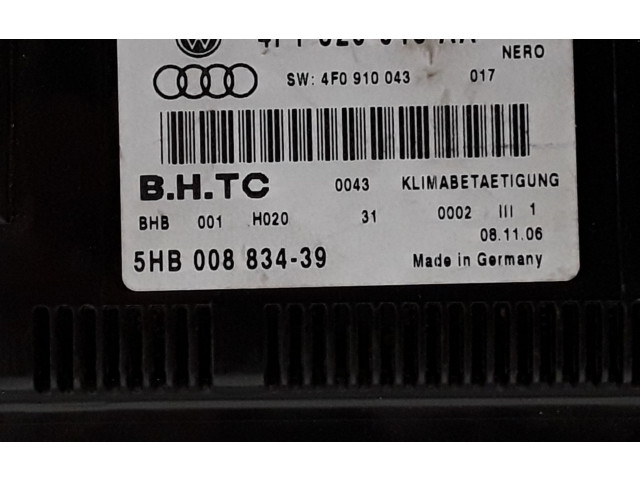 NERO
SW: 4F0 910 043 017
B.H.TC 0043 KLIMABETAETIGUNG
BHB 001 H020 31 0002 III 1
08.11.06
5HB 008 834-39 Made in Germany